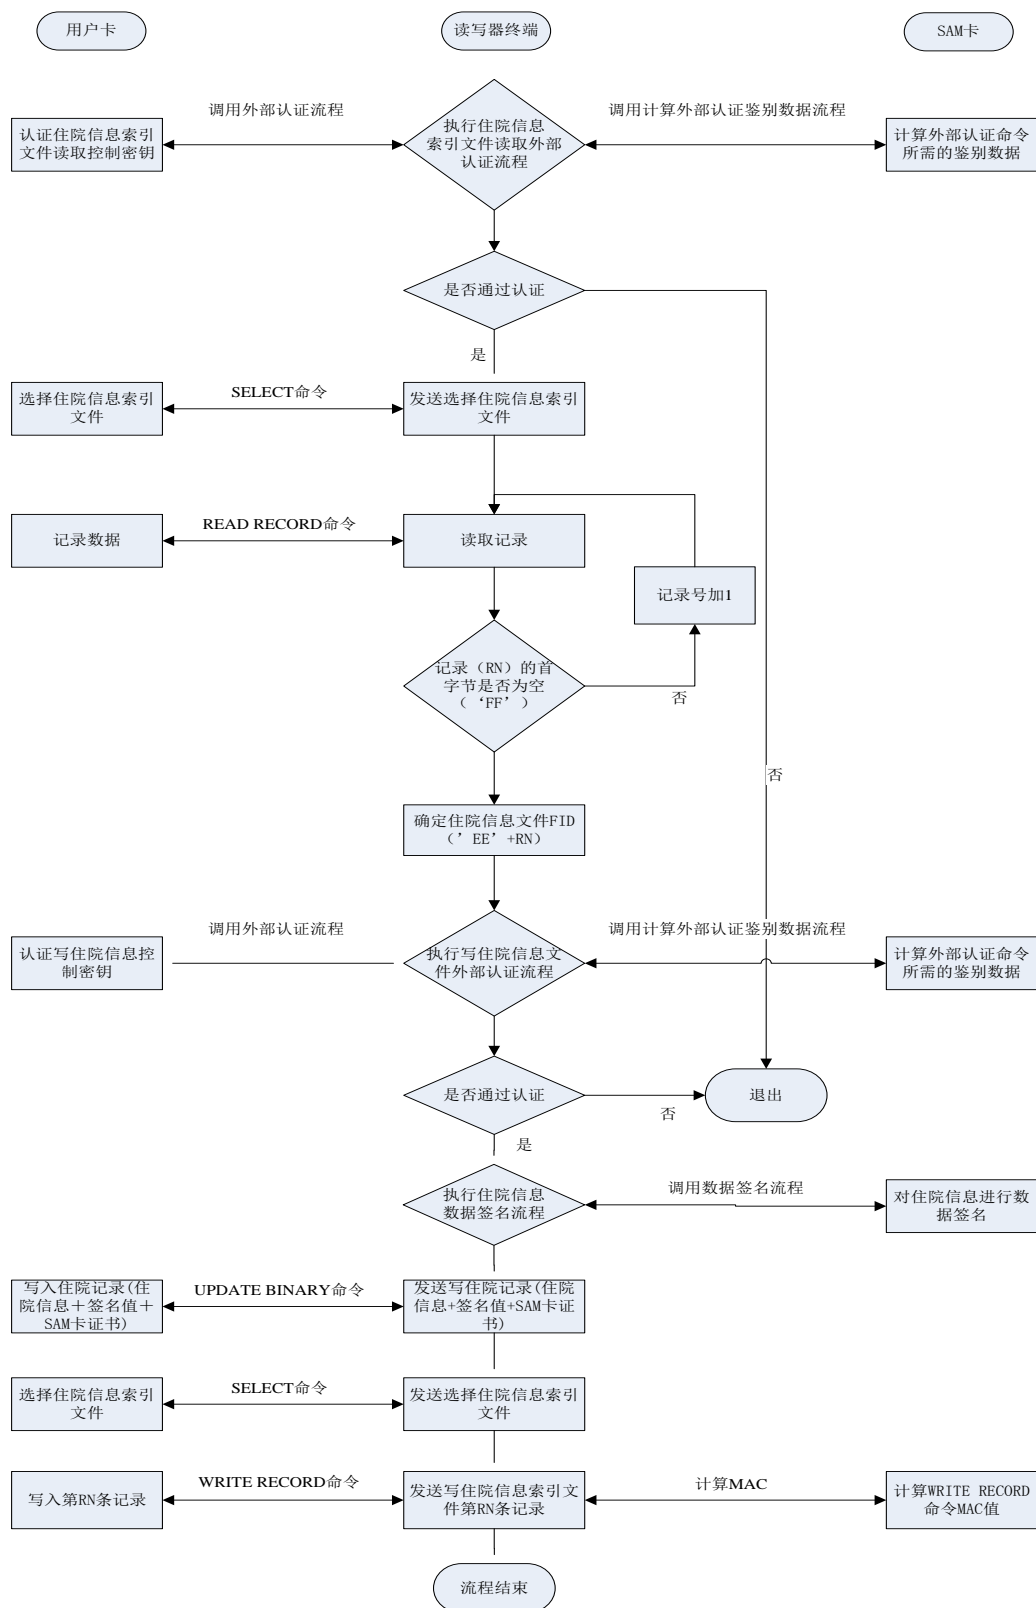 用户卡
读写器终端
SAM卡
调用外部认证流程
调用计算外部认证鉴别数据流程
认证住院信息索引
文件读取控制密钥
执行住院信息
索引文件读取外部
认证流程
计算外部认证命令
所需的鉴别数据
是否通过认证
是
选择住院信息索引
文件
SELECT命令
发送选择住院信息索引
文件
记录数据
READ RECORD命令
读取记录
记录号加1
记录（RN）的首
字节是否为空
（‘FF’）
否
否
确定住院信息文件FID
（’EE’+RN）
调用外部认证流程
调用计算外部认证鉴别数据流程
认证写住院信息控
制密钥
执行写住院信息文
件外部认证流程
计算外部认证命令
所需的鉴别数据
是否通过认证
否
退出
是
执行住院信息
数据签名流程
调用数据签名流程
对住院信息进行数
据签名
写入住院记录(住
院信息＋签名值＋
SAM卡证书)
UPDATE BINARY命令
发送写住院记录(住院
信息+签名值+SAM卡证
书)
选择住院信息索引
文件
SELECT命令
发送选择住院信息索引
文件
写入第RN条记录
WRITE RECORD命令
发送写住院信息索引文
件第RN条记录
计算MAC
计算WRITE RECORD
命令MAC值
流程结束